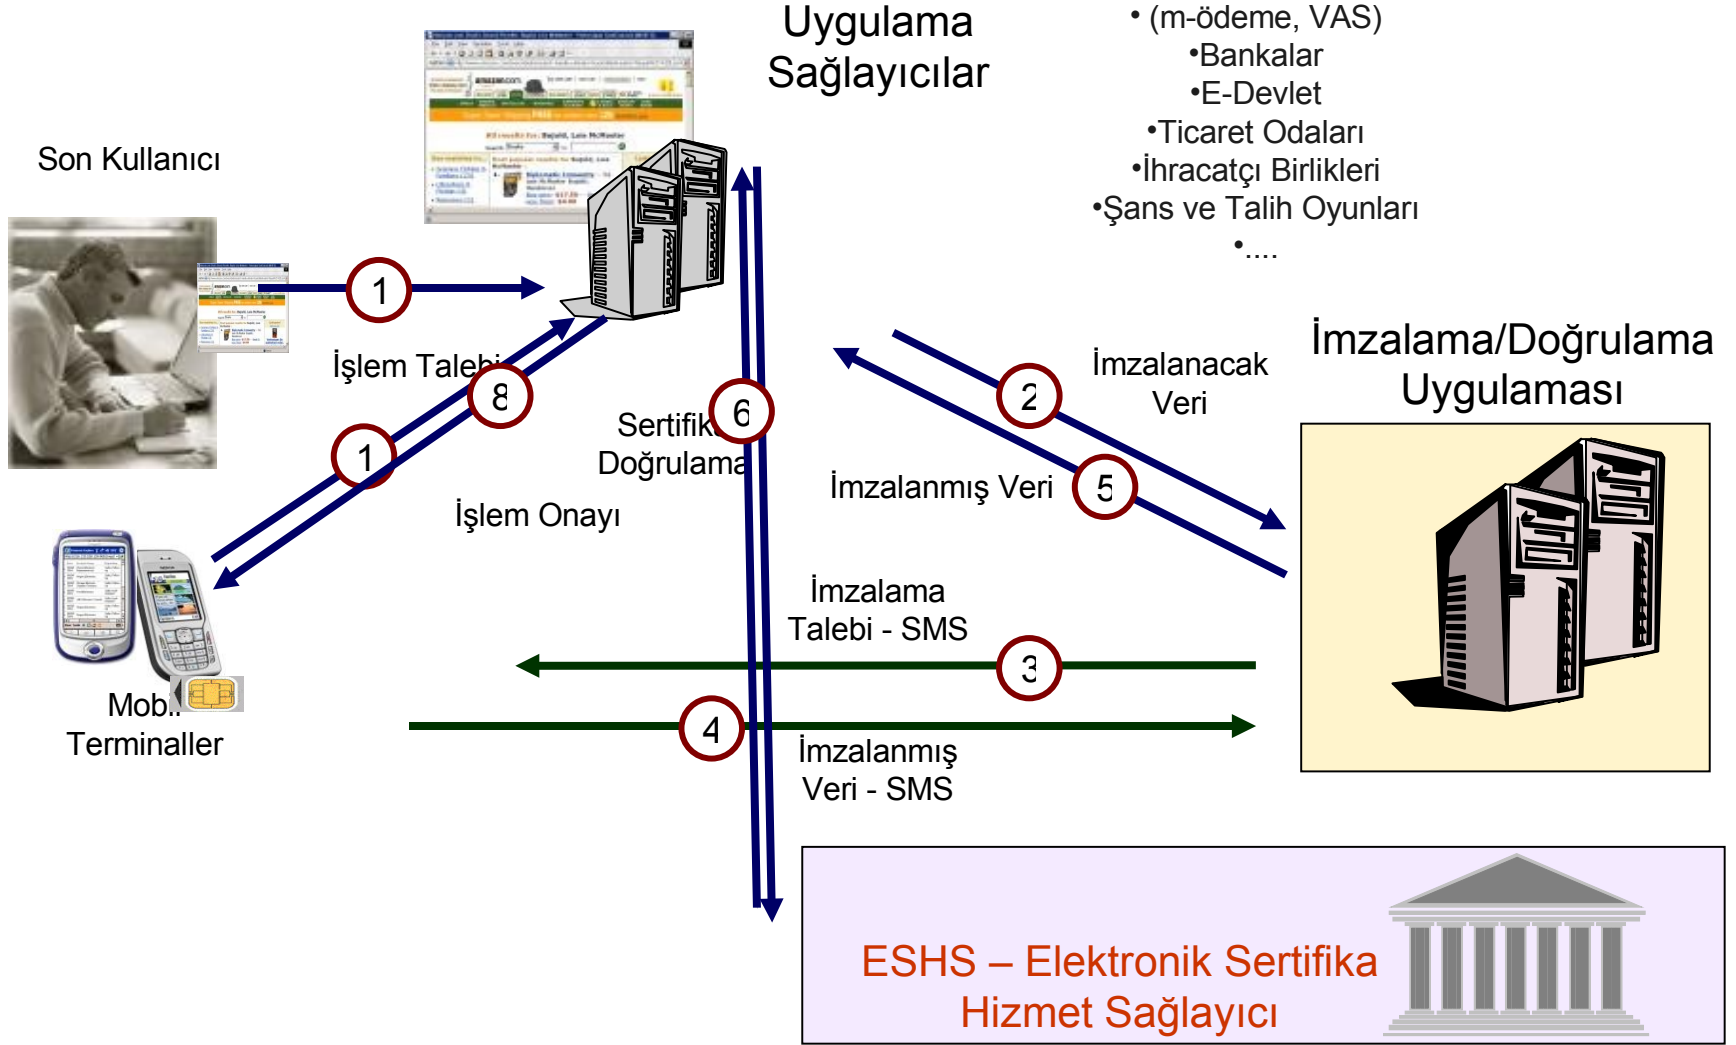 Uygulama
Sağlayıcılar
• (m-ödeme, VAS)
•Bankalar
•E-Devlet
•Ticaret Odaları
•İhracatçı Birlikleri
•Şans ve Talih Oyunları
•....
Son Kullanıcı
amazon.com
1
İşlem Talebi
8
1
İşlem Onayı
Sertifika
Doğrulama
6
İmzalanacak
Veri
2
İmzalanmış Veri
5
İmzalama/Doğrulama
Uygulaması
İmzalama
Talebi - SMS
3
4
İmzalanmış
Veri - SMS
Mobil
Terminaller
ESHS – Elektronik Sertifika
Hizmet Sağlayıcı